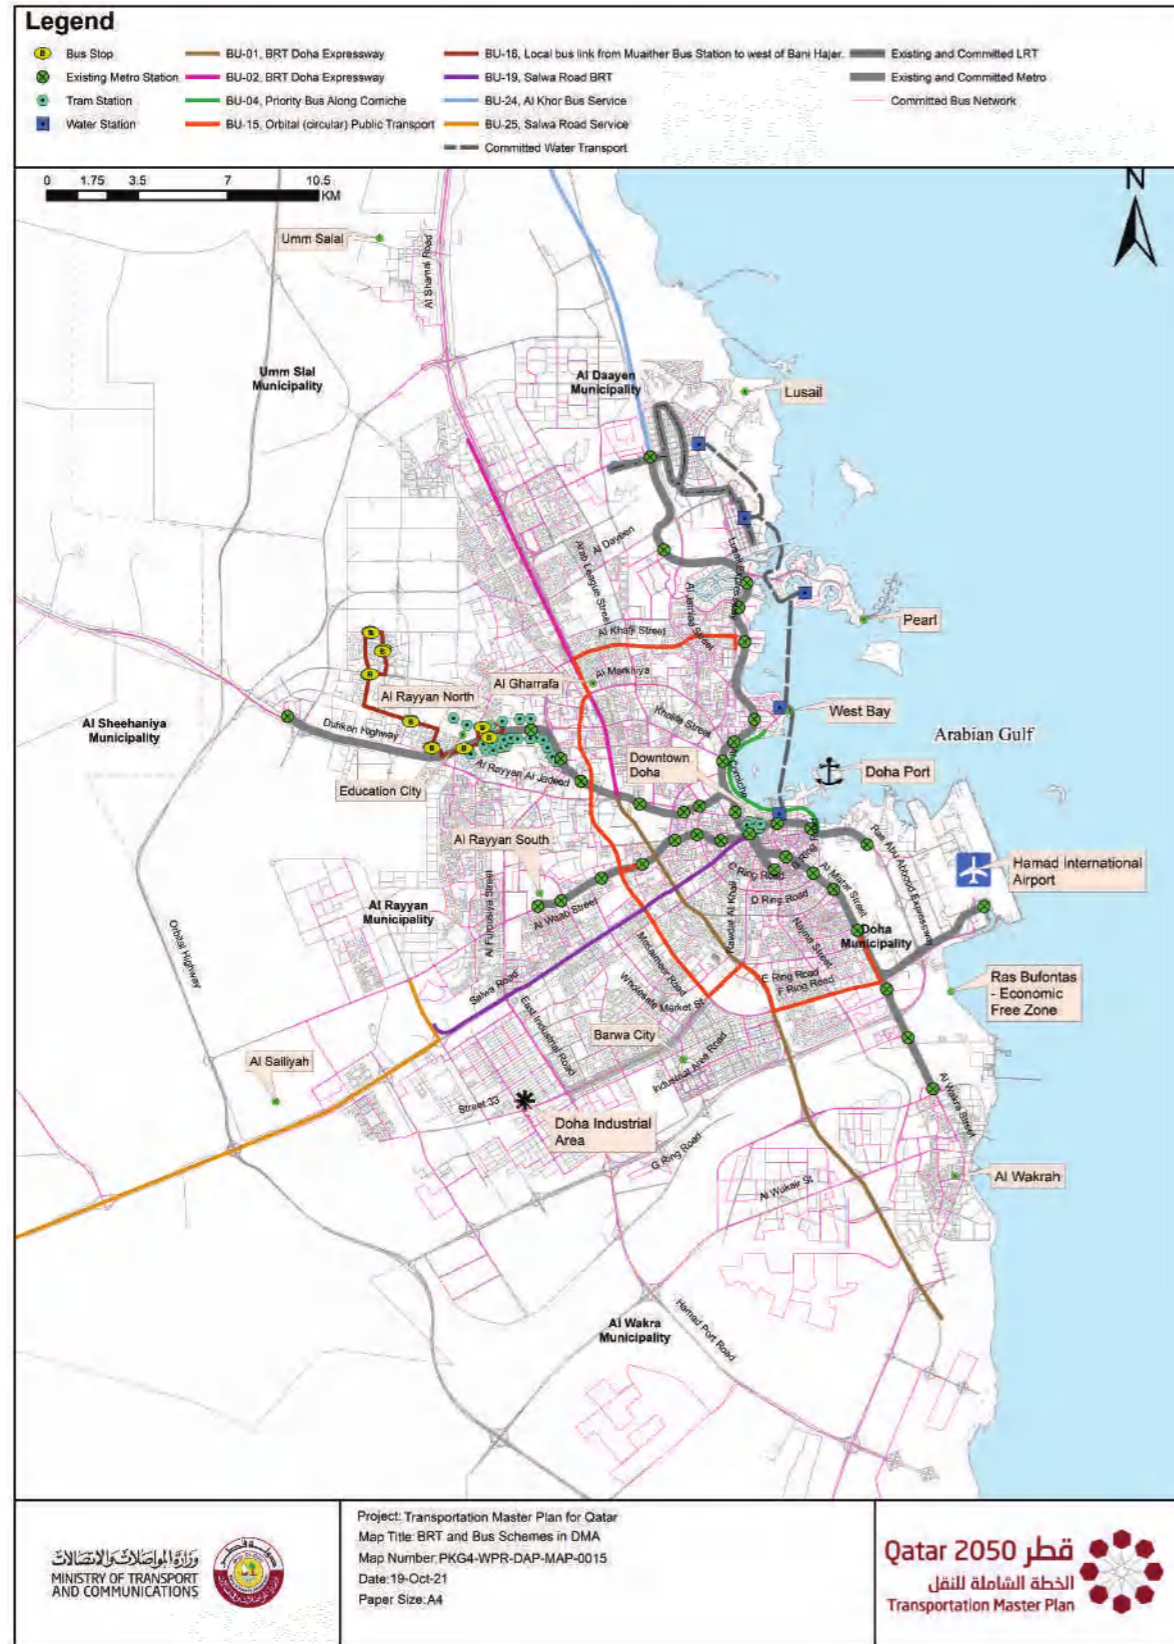 Legend
Bus Stop
Existing Metro Station
Tram Station
Water Station
BU-01, BRT Doha Expressway
BU-02, BRT Doha Expressway
BU-04, Priority Bus Along Corniche
BU-15, Orbital (circular) Public Transport
BU-16, Local bus link from Muaither Bus Station to west of Bani Hajer.
BU-19, Salwa Road BRT
BU-24, Al Khor Bus Service
BU-25, Salwa Road Service
Committed Water Transport
Existing and Committed LRT
Existing and Committed Metro
Committed Bus Network
0 1.75 3.5 7 10.5
KM
N
Umm Salal
Al Shamal Road
Umm Slal
Municipality
Al Daayen
Municipality
Lusail
Al Dayeen
Arab League Street
Al Jamiaa Street
Al Khafji Street
Pearl
Al Gharrafa
Al Markhiya
Al Rayyan North
Khalifa Street
West Bay
Al Sheehaniya
Municipality
Dukhan Highway
Arabian Gulf
Downtown
Doha
Al Corniche
Doha Port
Al Rayyan Al Jadeed
Education City
Al Rayyan South
Ras Abu Abboud Expressway
Hamad International
Airport
C Ring Road
Al Matar Street
D Ring Road
Al Rayyan
Municipality
Al Furousiya Street
Al Waab Street
Rawdat Al Khail
Najma Street
Doha
Municipality
Orbital Highway
Salwa Road
Mesaimeer Road
Wholesale Market St
E Ring Road
F Ring Road
Ras Bufontas
- Economic
Free Zone
East Industrial Road
Barwa City
Industrial Area Road
Al Sailiyah
Street 33
Doha Industrial
Area
Al Wakra Street
G Ring Road
Al Wukair St
Al Wakrah
Al Wakra
Municipality
Hamad Port Road
وزارة المواصلات والاتصالات
MINISTRY OF TRANSPORT
AND COMMUNICATIONS
Project: Transportation Master Plan for Qatar
Map Title: BRT and Bus Schemes in DMA
Map Number: PKG4-WPR-DAP-MAP-0015
Date:19-Oct-21
Paper Size:A4
Qatar 2050 قطر
الخطة الشاملة للنقل
Transportation Master Plan